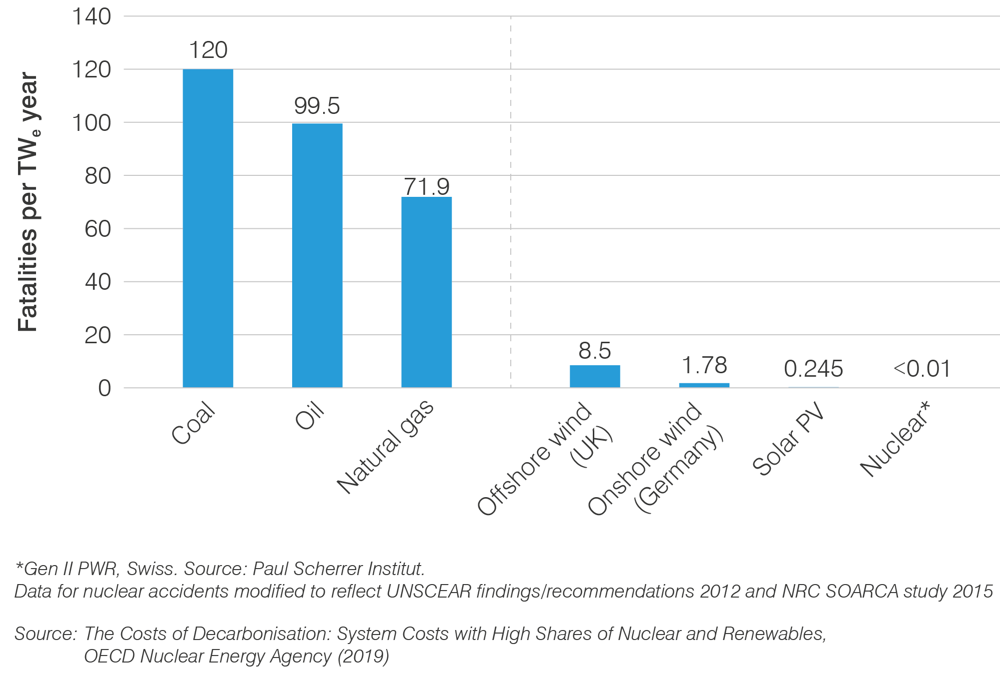 Fatalities per TWe year
140
120
100
80
60
40
20
0
120
99.5
71.9
8.5
1.78
0.245
<0.01
Coal
Oil
Natural gas
Offshore wind
(UK)
Onshore wind
(Germany)
Solar PV
Nuclear*
*Gen II PWR, Swiss. Source: Paul Scherrer Institut.
Data for nuclear accidents modified to reflect UNSCEAR findings/recommendations 2012 and NRC SOARCA study 2015
Source: The Costs of Decarbonisation: System Costs with High Shares of Nuclear and Renewables,
OECD Nuclear Energy Agency (2019)